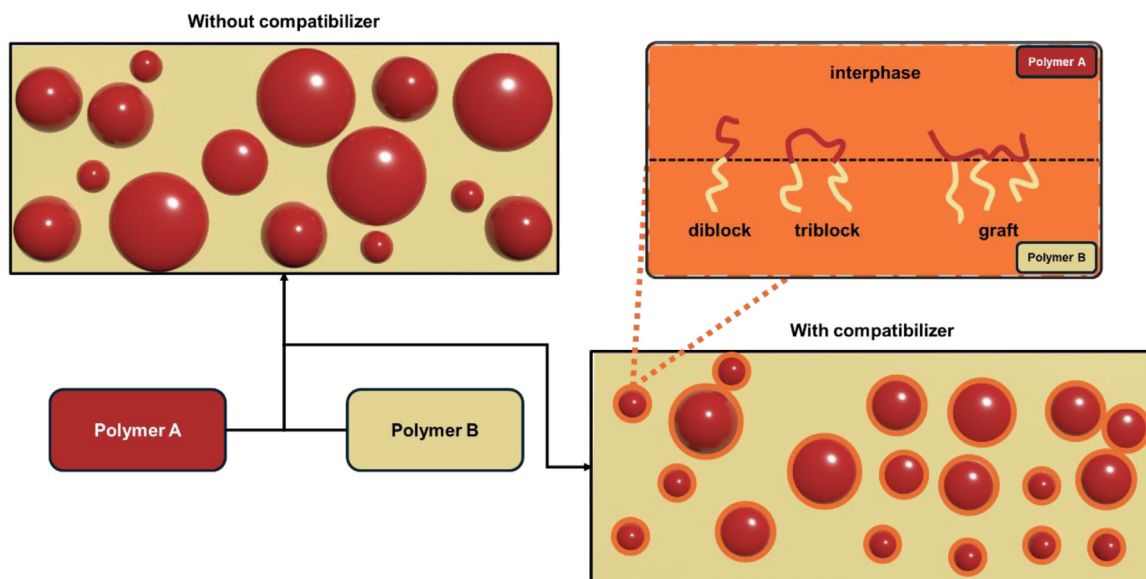 Without compatibilizer
Polymer A
interphase
diblock
triblock
graft
Polymer B
With compatibilizer
Polymer A
Polymer B